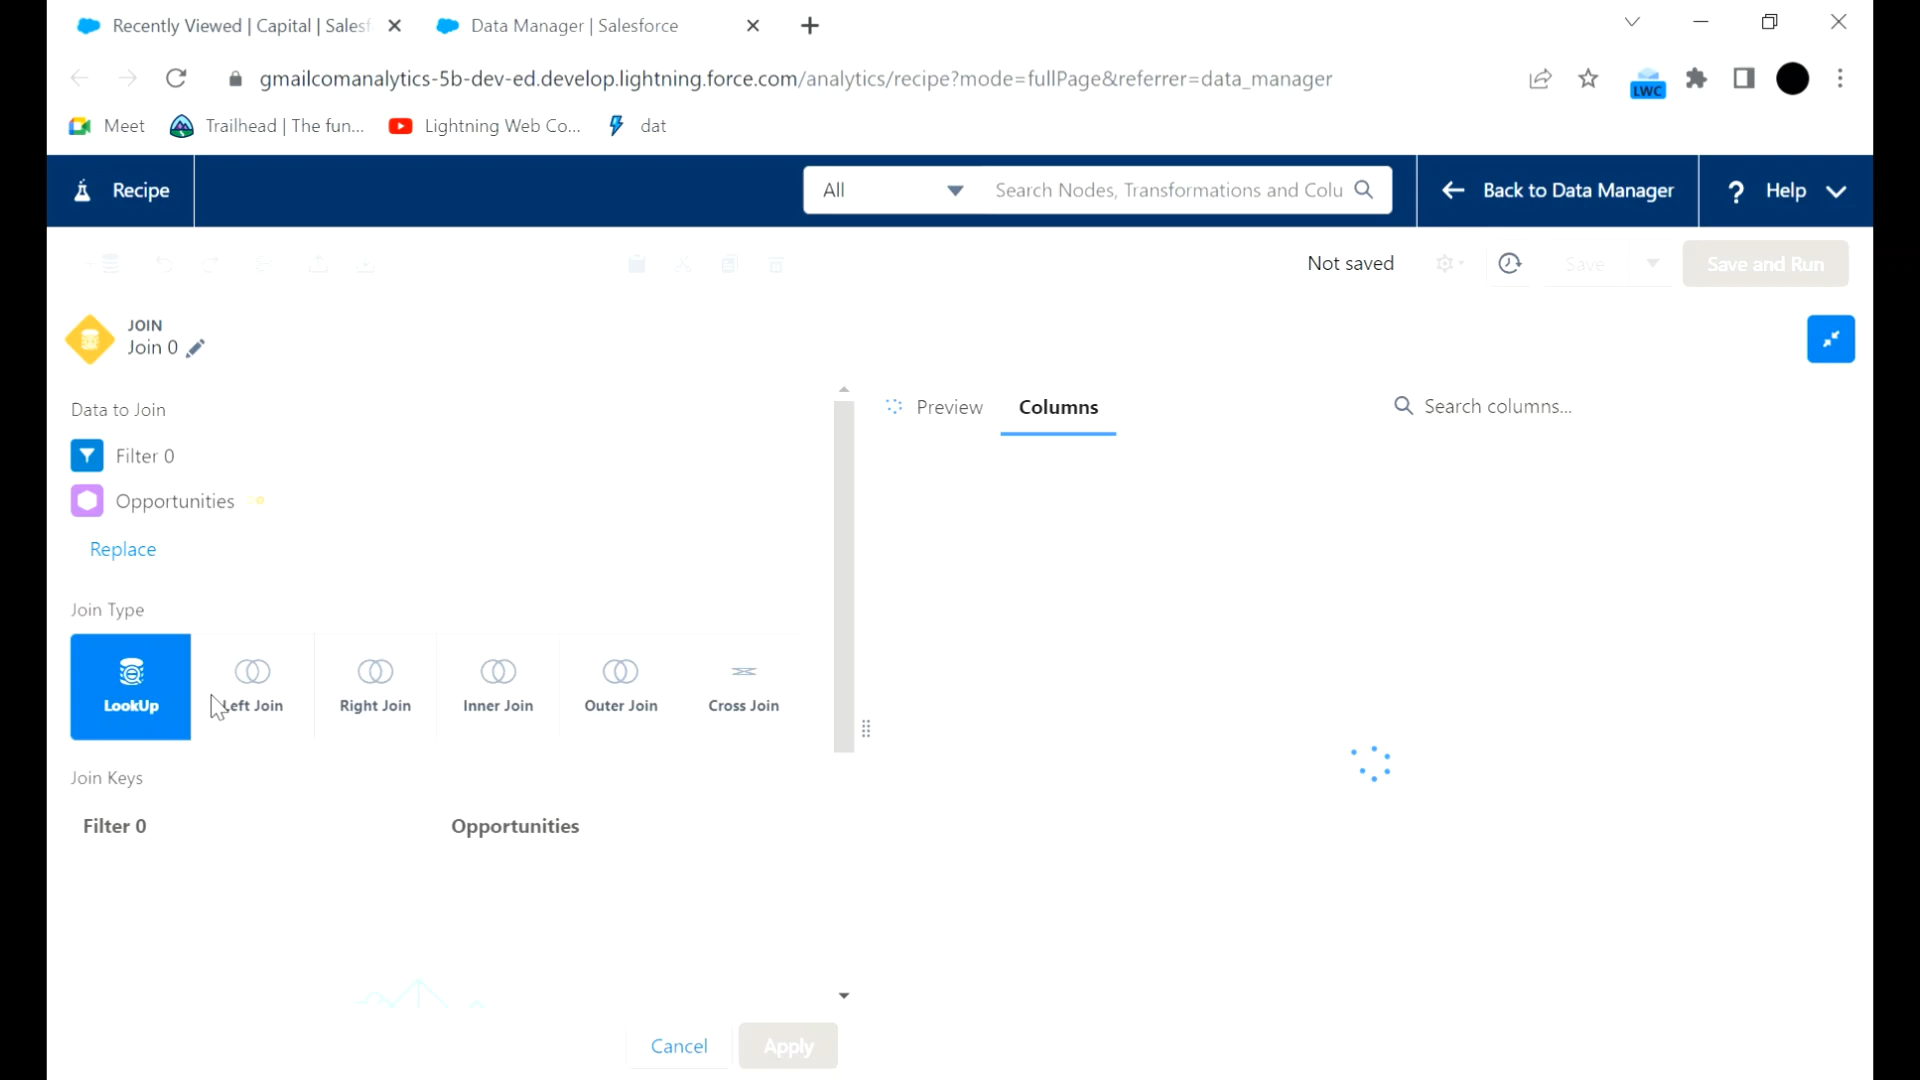 Recently Viewed | Capital | Salesf
Data Manager | Salesforce
gmailcomanalytics-5b-dev-ed.develop.lightning.force.com/analytics/recipe?mode=fullPage&referrer=data_manager
LWC
Meet
Trailhead | The fun...
Lightning Web Co...
dat
Recipe
All
Search Nodes, Transformations and Colu
Back to Data Manager
? Help
Not saved
Save
Save and Run
JOIN
Join 0
Data to Join
Preview
Columns
Search columns...
Filter 0
Opportunities
Replace
Join Type
LookUp
Left Join
Right Join
Inner Join
Outer Join
Cross Join
Join Keys
Filter 0
Opportunities
Cancel
Apply